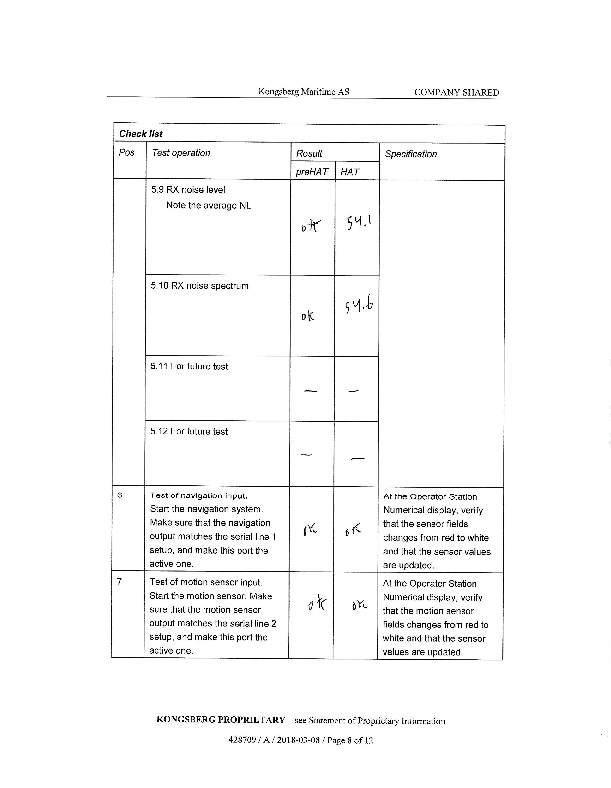 Kongsberg Maritime AS COMPANY SHARED
Check list
Pos Test operation Result Specification
preHAT HAT
5.9 RX noise level
Note the average NL
ok 54.1
5.10 RX noise spectrum
ok 54.6
5.11 For future test
— —
5.12 For future test
— —
6 Test of navigation input. At the Operator Station
Start the navigation system. Numerical display, verify
Make sure that the navigation that the sensor fields
output matches the serial line 1 ok ok changes from red to white
setup, and make this port the and that the sensor values
active one. are updated.
7 Test of motion sensor input. At the Operator Station
Start the motion sensor. Make Numerical display, verify
sure that the motion sensor ok ok that the motion sensor
output matches the serial line 2 fields changes from red to
setup, and make this port the white and that the sensor
active one. values are updated
KONGSBERG PROPRIETARY – see Statement of Proprietary Information
428709 / A / 2018-03-08 / Page 8 of 12